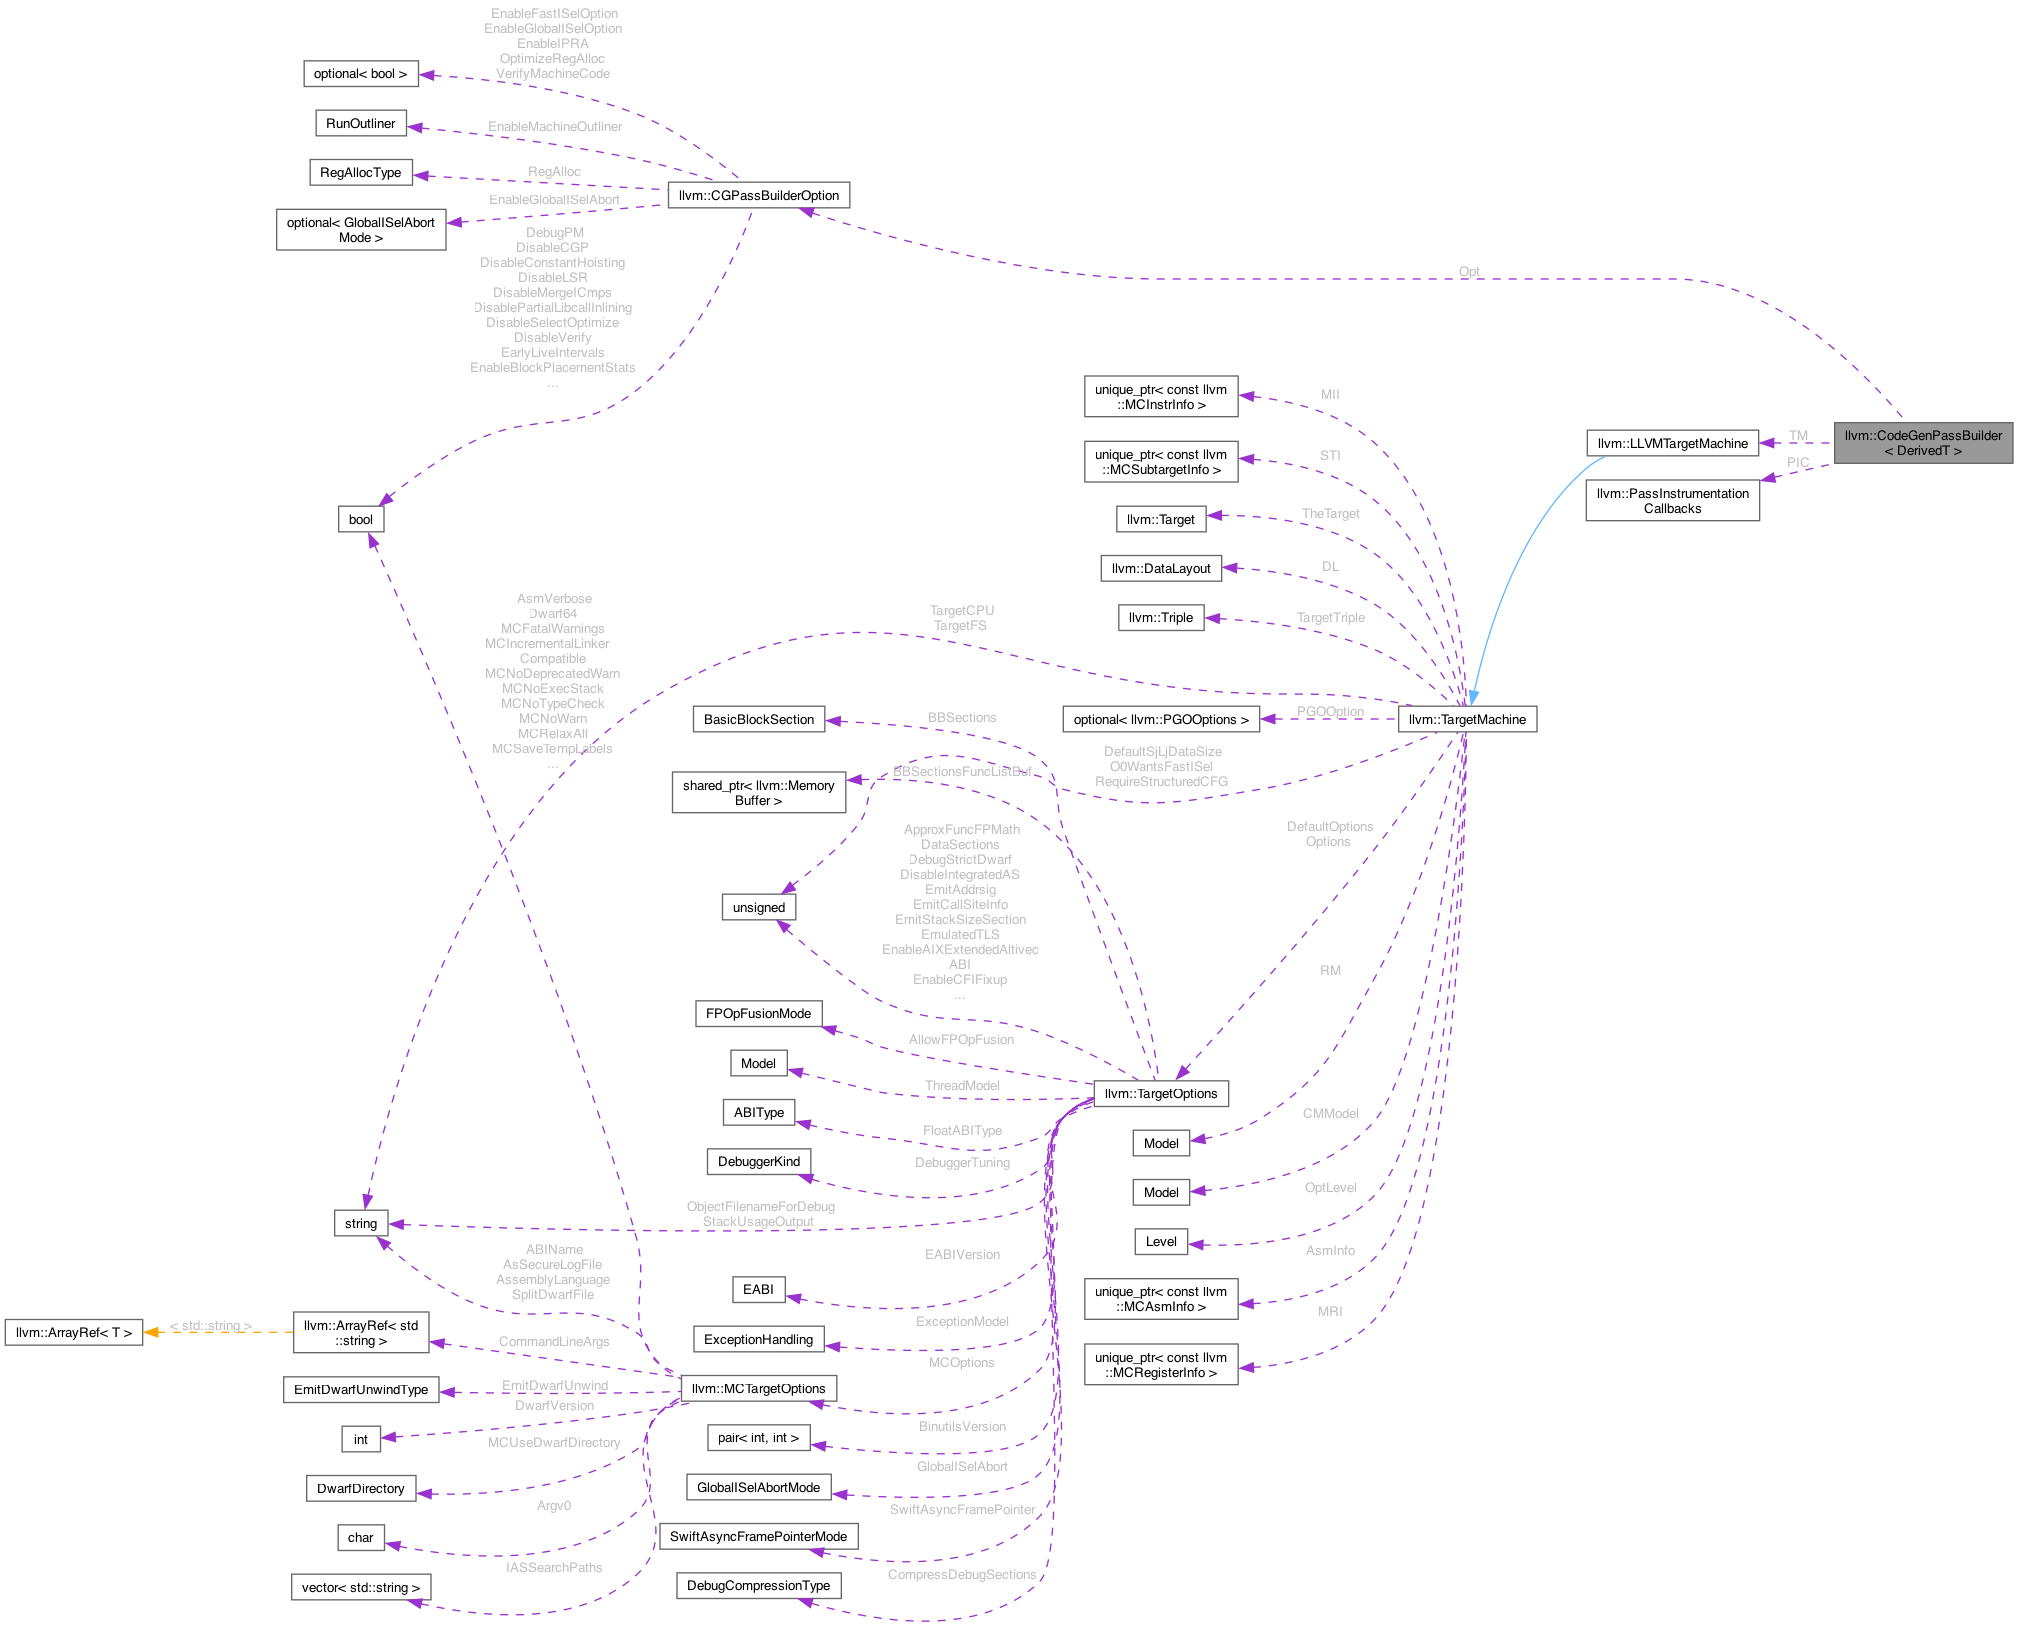 EnableFastISelOption
EnableGlobalISelOption
EnableIPRA
OptimizeRegAlloc
VerifyMachineCode
optional< bool >
RunOutliner
EnableMachineOutliner
RegAllocType
RegAlloc
llvm::CGPassBuilderOption
EnableGlobalISelAbort
optional< GlobalISelAbort
Mode >
DebugPM
DisableCGP
DisableConstantHoisting
DisableLSR
DisableMergeICmps
DisablePartialLibcallInlining
DisableSelectOptimize
DisableVerify
EarlyLiveIntervals
EnableBlockPlacementStats
...
Opt
unique_ptr< const llvm
::MCInstrInfo >
MII
llvm::LLVMTargetMachine
TM
llvm::CodeGenPassBuilder
< DerivedT >
PIC
unique_ptr< const llvm
::MCSubtargetInfo >
STI
llvm::PassInstrumentation
Callbacks
bool
llvm::Target
TheTarget
llvm::DataLayout
DL
llvm::Triple
TargetTriple
AsmVerbose
Dwarf64
MCFatalWarnings
MCIncrementalLinker
Compatible
MCNoDeprecatedWarn
MCNoExecStack
MCNoTypeCheck
MCNoWarn
MCRelaxAll
MCSaveTempLabels
...
TargetCPU
TargetFS
BasicBlockSection
BBSections
optional< llvm::PGOOptions >
PGOOption
llvm::TargetMachine
shared_ptr< llvm::Memory
Buffer >
BBSectionsFuncListBuf
DefaultSjLjDataSize
O0WantsFastISel
RequireStructuredCFG
DefaultOptions
Options
unsigned
ApproxFuncFPMath
DataSections
DebugStrictDwarf
DisableIntegratedAS
EmitAddrsig
EmitCallSiteInfo
EmitStackSizeSection
EmulatedTLS
EnableAIXExtendedAltivec
ABI
EnableCFIFixup
...
RM
FPOpFusionMode
AllowFPOpFusion
Model
ThreadModel
llvm::TargetOptions
ABIType
FloatABIType
Model
CMModel
DebuggerKind
DebuggerTuning
Model
OptLevel
string
ObjectFilenameForDebug
StackUsageOutput
Level
AsmInfo
ABIName
AsSecureLogFile
AssemblyLanguage
SplitDwarfFile
EABI
EABIVersion
unique_ptr< const llvm
::MCAsmInfo >
MRI
llvm::ArrayRef< T >
< std::string >
llvm::ArrayRef< std
::string >
CommandLineArgs
ExceptionHandling
ExceptionModel
unique_ptr< const llvm
::MCRegisterInfo >
EmitDwarfUnwindType
EmitDwarfUnwind
llvm::MCTargetOptions
MCOptions
int
DwarfVersion
pair< int, int >
BinutilsVersion
DwarfDirectory
MCUseDwarfDirectory
GlobalISelAbortMode
GlobalISelAbort
char
Argv0
SwiftAsyncFramePointerMode
SwiftAsyncFramePointer
vector< std::string >
IASSearchPaths
DebugCompressionType
CompressDebugSections